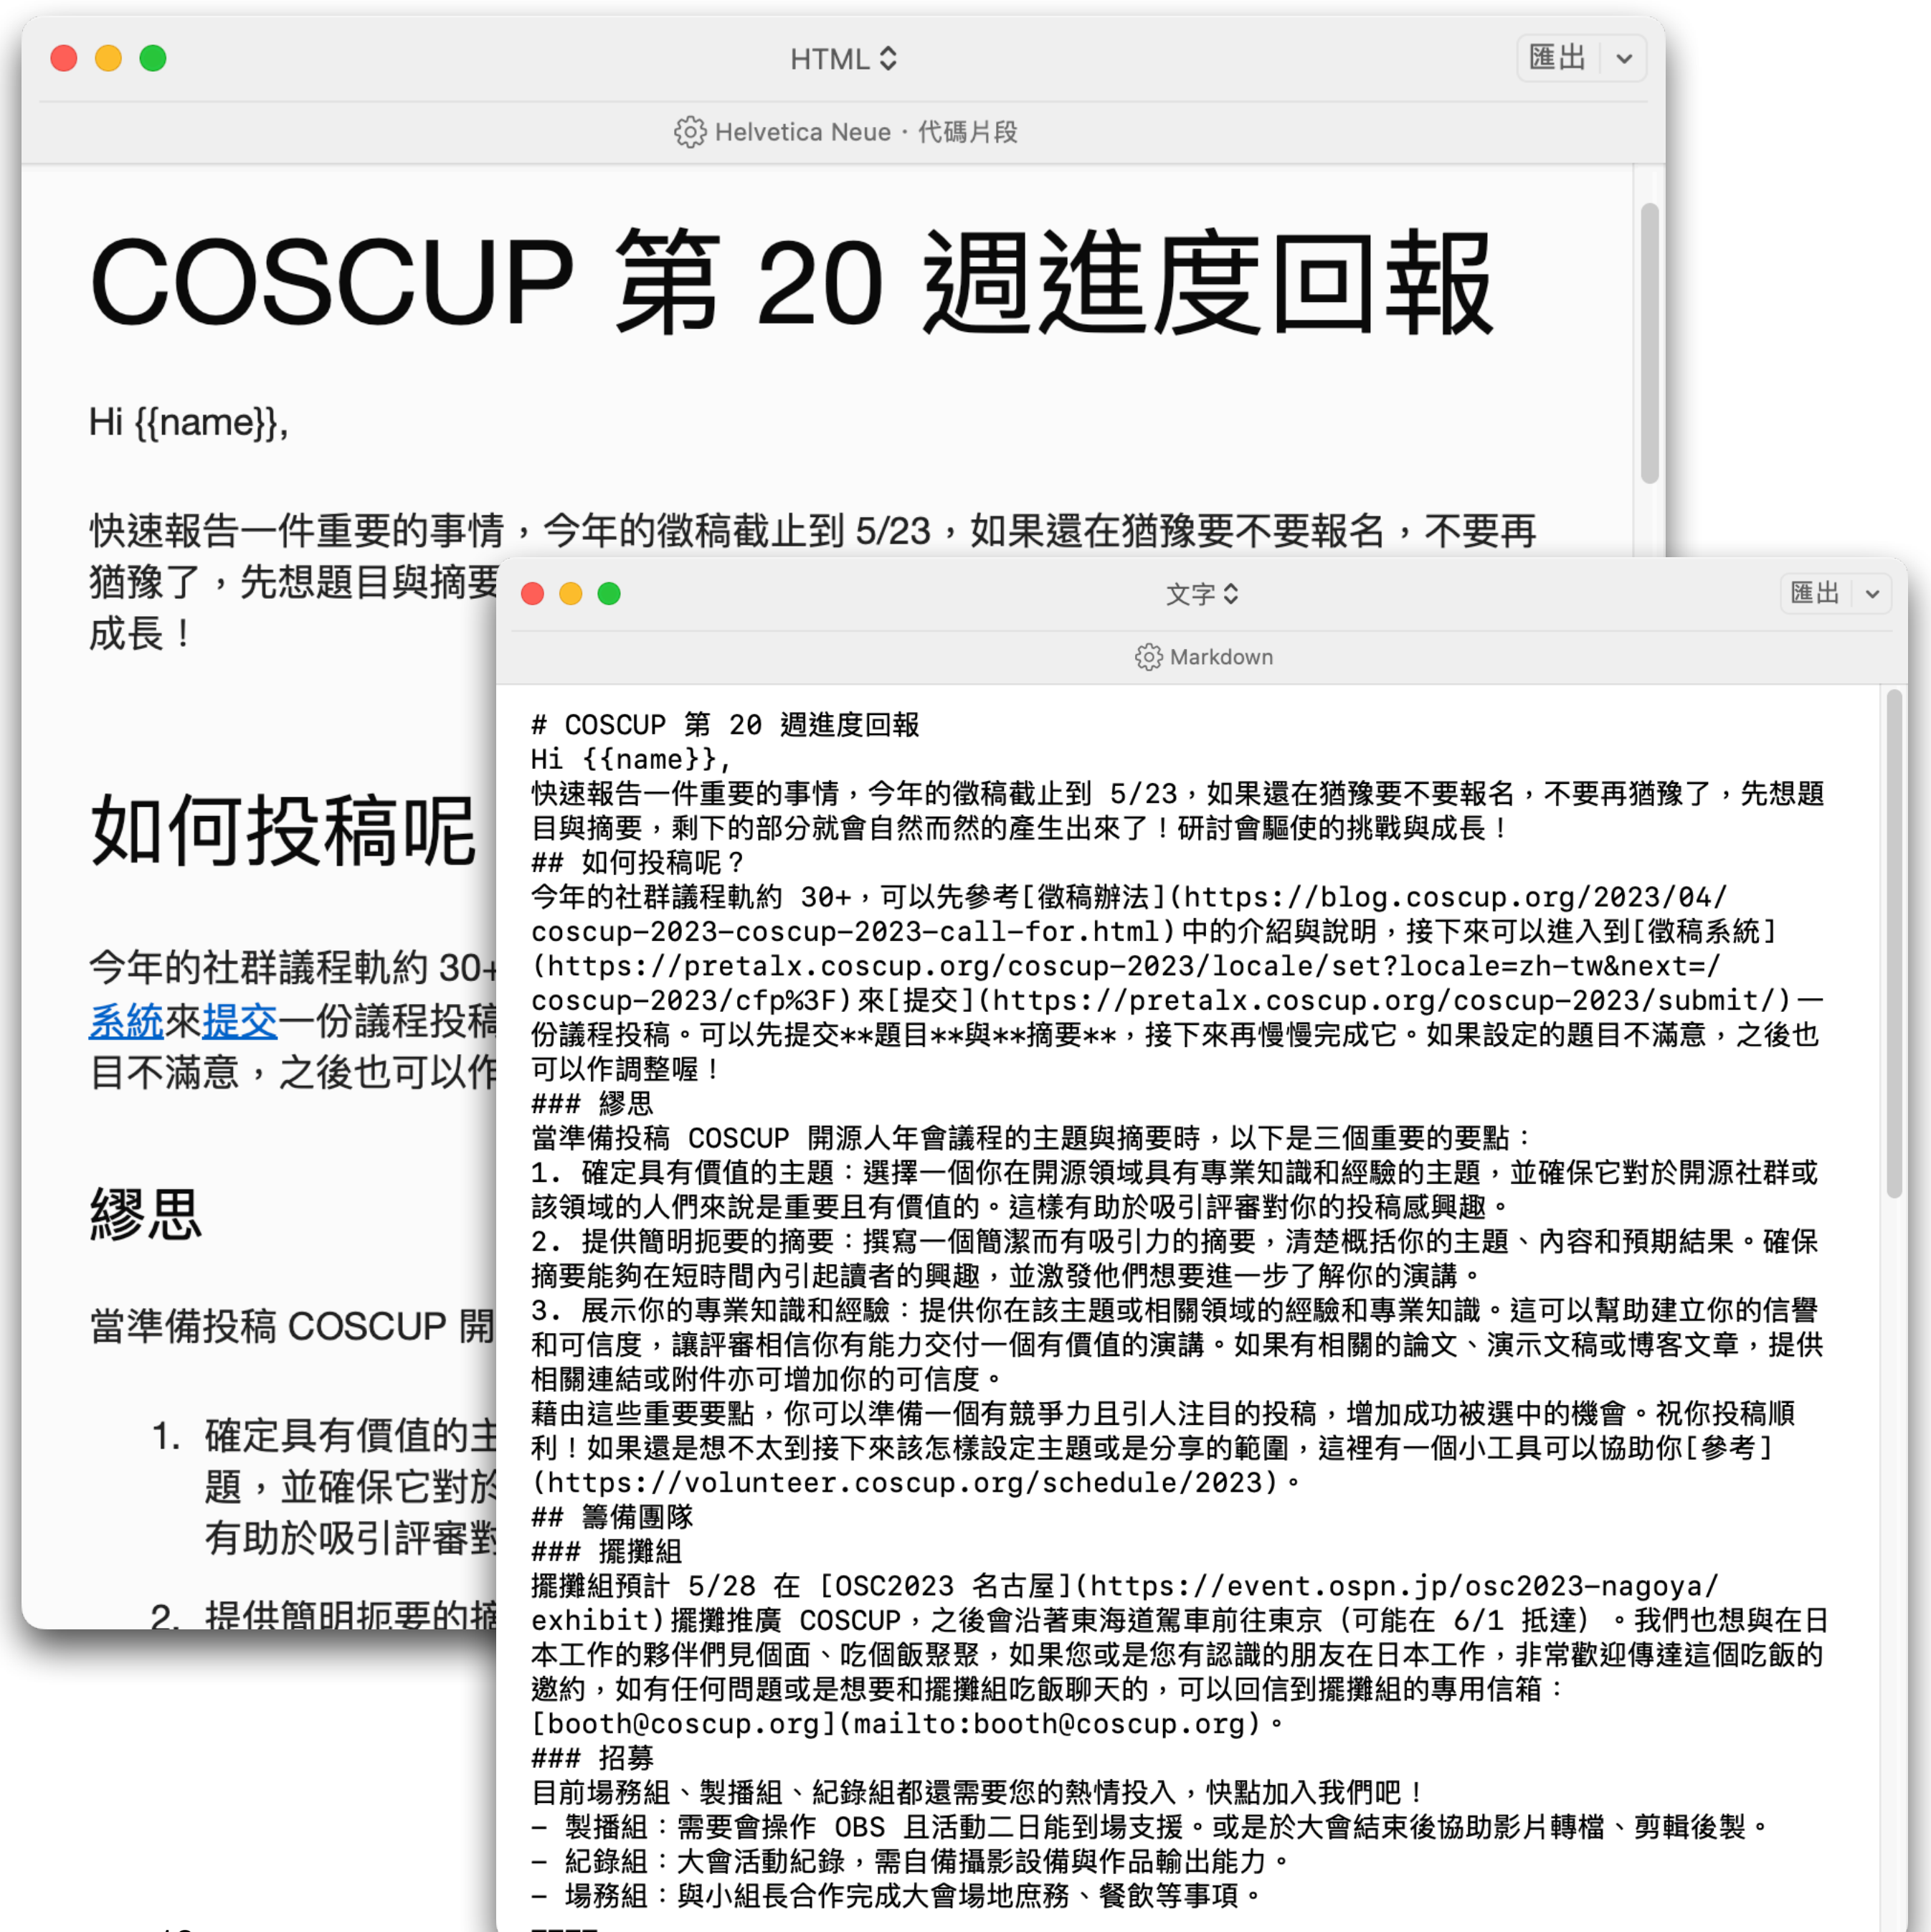 HTML
匯出
Helvetica Neue · 代碼片段
COSCUP 第 20 週進度回報
Hi {{name}},
快速報告一件重要的事情，今年的徵稿截止到 5/23，如果還在猶豫要不要報名，不要再
猶豫了，先想題目與摘要
成長！
如何投稿呢
今年的社群議程軌約 30+
系統來提交一份議程投稿
目不滿意，之後也可以作
繆思
當準備投稿 COSCUP 開
1. 確定具有價值的主
題，並確保它對於
有助於吸引評審對
2. 提供簡明扼要的摘
文字
匯出
Markdown
# COSCUP 第 20 週進度回報
Hi {{name}},
快速報告一件重要的事情，今年的徵稿截止到 5/23，如果還在猶豫要不要報名，不要再猶豫了，先想題
目與摘要，剩下的部分就會自然而然的產生出來了！研討會驅使的挑戰與成長！
## 如何投稿呢？
今年的社群議程軌約 30+，可以先參考[徵稿辦法](https://blog.coscup.org/2023/04/
coscup-2023-coscup-2023-call-for.html)中的介紹與說明，接下來可以進入到[徵稿系統]
(https://pretalx.coscup.org/coscup-2023/locale/set?locale=zh-tw&next=/
coscup-2023/cfp%3F)來[提交](https://pretalx.coscup.org/coscup-2023/submit/)一
份議程投稿。可以先提交**題目**與**摘要**，接下來再慢慢完成它。如果設定的題目不滿意，之後也
可以作調整喔！
### 繆思
當準備投稿 COSCUP 開源人年會議程的主題與摘要時，以下是三個重要的要點：
1. 確定具有價值的主題：選擇一個你在開源領域具有專業知識和經驗的主題，並確保它對於開源社群或
該領域的人們來說是重要且有價值的。這樣有助於吸引評審對你的投稿感興趣。
2. 提供簡明扼要的摘要：撰寫一個簡潔而有吸引力的摘要，清楚概括你的主題、內容和預期結果。確保
摘要能夠在短時間內引起讀者的興趣，並激發他們想要進一步了解你的演講。
3. 展示你的專業知識和經驗：提供你在該主題或相關領域的經驗和專業知識。這可以幫助建立你的信譽
和可信度，讓評審相信你有能力交付一個有價值的演講。如果有相關的論文、演示文稿或博客文章，提供
相關連結或附件亦可增加你的可信度。
藉由這些重要要點，你可以準備一個有競爭力且引人注目的投稿，增加成功被選中的機會。祝你投稿順
利！如果還是想不太到接下來該怎樣設定主題或是分享的範圍，這裡有一個小工具可以協助你[參考]
(https://volunteer.coscup.org/schedule/2023)。
## 籌備團隊
### 擺攤組
擺攤組預計 5/28 在 [OSC2023 名古屋](https://event.ospn.jp/osc2023-nagoya/
exhibit)擺攤推廣 COSCUP，之後會沿著東海道駕車前往東京（可能在 6/1 抵達）。我們也想與在日
本工作的夥伴們見個面、吃個飯聚聚，如果您或是您有認識的朋友在日本工作，非常歡迎傳達這個吃飯的
邀約，如有任何問題或是想要和擺攤組吃飯聊天的，可以回信到擺攤組的專用信箱：
[booth@coscup.org](mailto:booth@coscup.org)。
### 招募
目前場務組、製播組、紀錄組都還需要您的熱情投入，快點加入我們吧！
- 製播組：需要會操作 OBS 且活動二日能到場支援。或是於大會結束後協助影片轉檔、剪輯後製。
- 紀錄組：大會活動紀錄，需自備攝影設備與作品輸出能力。
- 場務組：與小組長合作完成大會場地庶務、餐飲等事項。